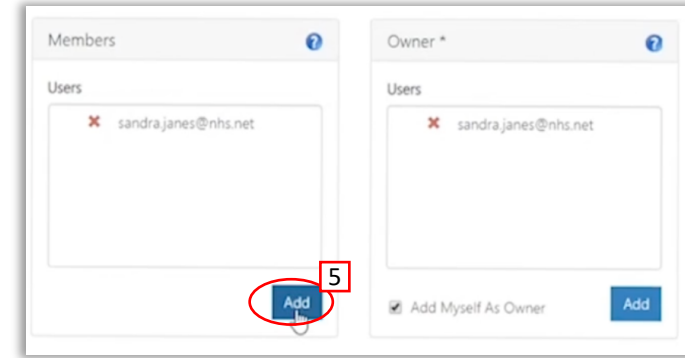 Members ?
Users
✖ sandra.janes@nhs.net
5
Add
Owner * ?
Users
✖ sandra.janes@nhs.net
Add Myself As Owner
Add